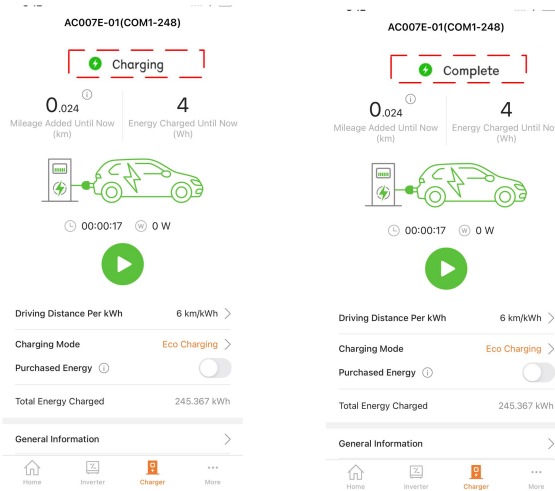 AC007E-01(COM1-248)
Charging
0.024
4
Mileage Added Until Now
(km)
Energy Charged Until Now
(Wh)
00:00:17
W
0 W
Driving Distance Per kWh
6 km/kWh
Charging Mode
Eco Charging
Purchased Energy
Total Energy Charged
245.367 kWh
General Information
Home
Inverter
Charger
More
AC007E-01(COM1-248)
Complete
0.024
4
Mileage Added Until Now
(km)
Energy Charged Until No
(Wh)
00:00:17
W
0 W
Driving Distance Per kWh
6 km/kWh
Charging Mode
Eco Charging
Purchased Energy
Total Energy Charged
245.367 kWh
General Information
Home
Inverter
Charger
More